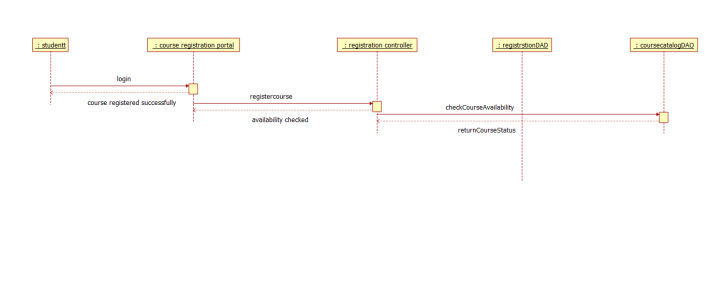 : studentt
: course registration portal
: registration controller
: registrstionDAO
: coursecatalogDAO
login
course registered successfully
registercourse
availability checked
checkCourseAvailability
returnCourseStatus